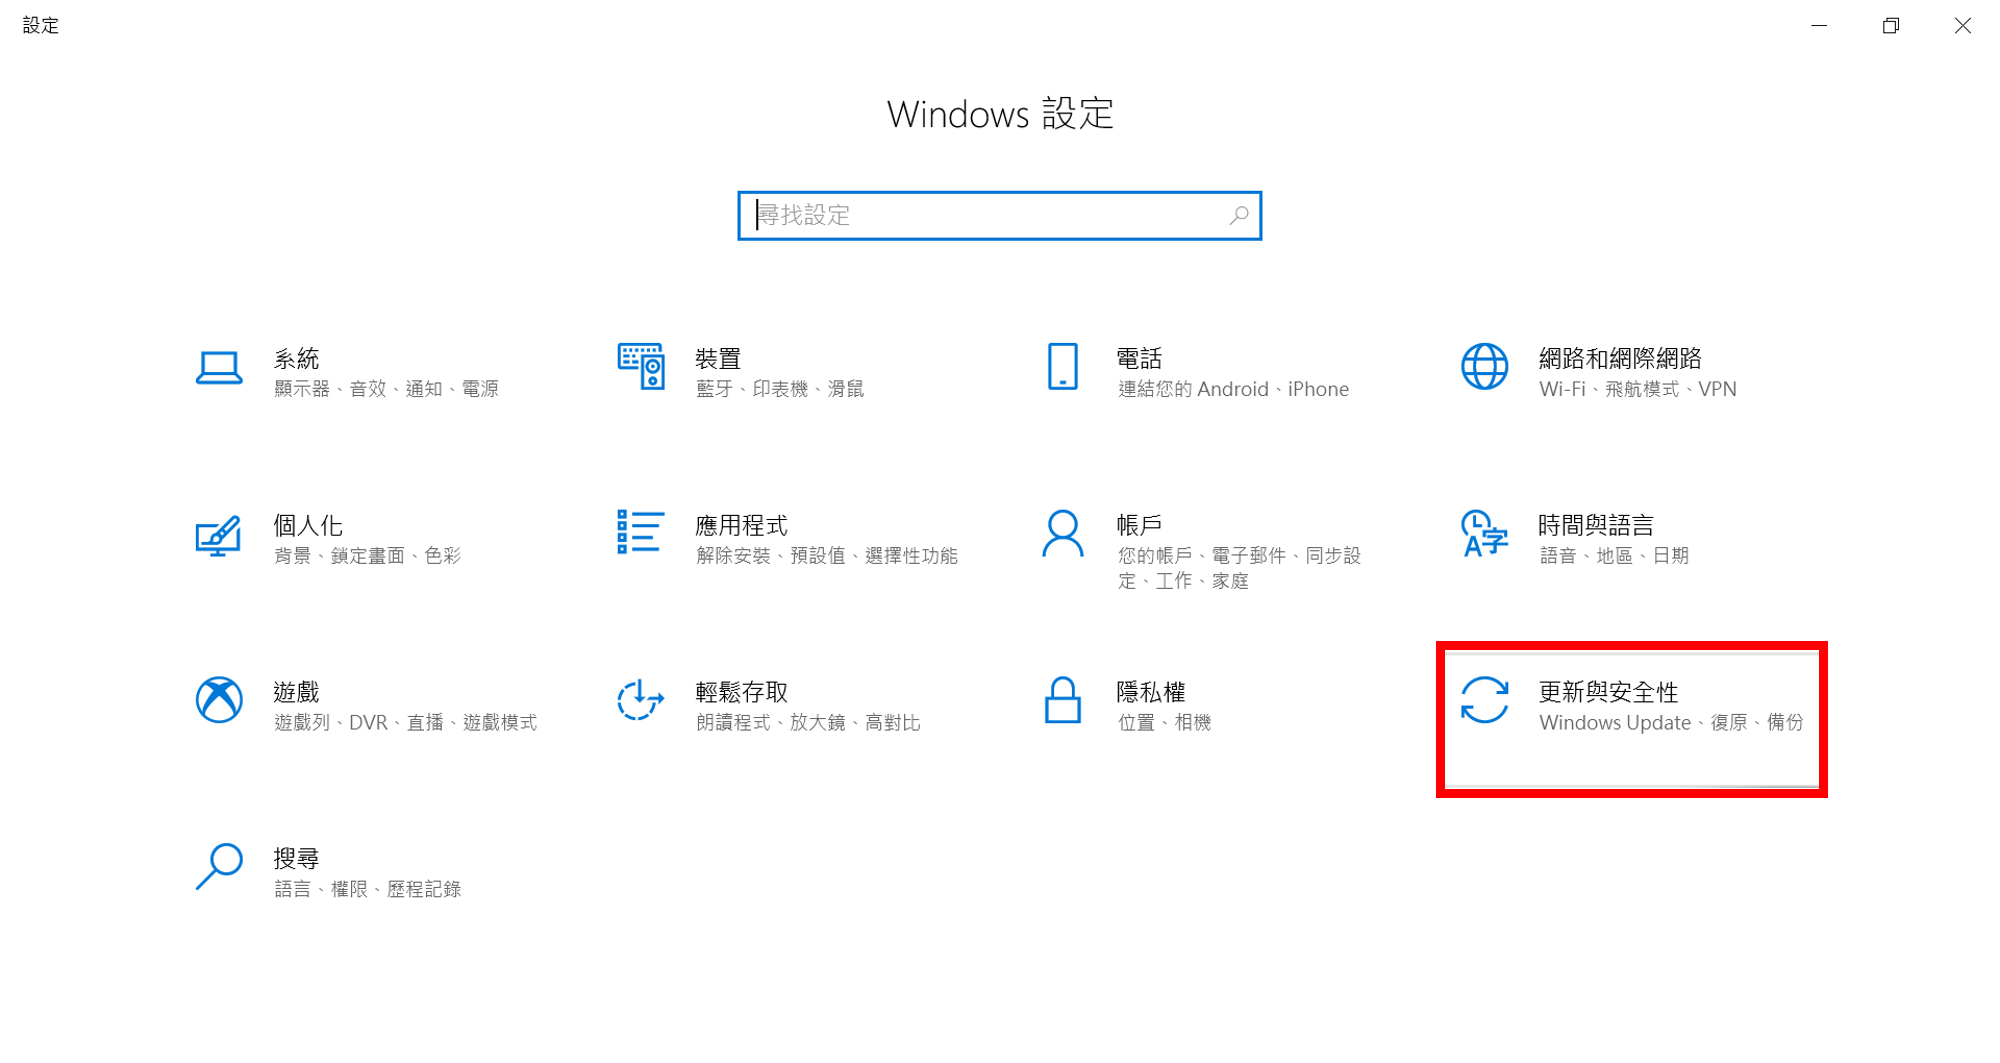 設定
Windows 設定
尋找設定
系統
顯示器、音效、通知、電源
裝置
藍牙、印表機、滑鼠
電話
連結您的 Android、iPhone
網路和網際網路
Wi-Fi、飛航模式、VPN
個人化
背景、鎖定畫面、色彩
應用程式
解除安裝、預設值、選擇性功能
帳戶
您的帳戶、電子郵件、同步設
定、工作、家庭
時間與語言
語音、地區、日期
遊戲
遊戲列、DVR、直播、遊戲模式
輕鬆存取
朗讀程式、放大鏡、高對比
隱私權
位置、相機
更新與安全性
Windows Update、復原、備份
搜尋
語言、權限、歷程記錄